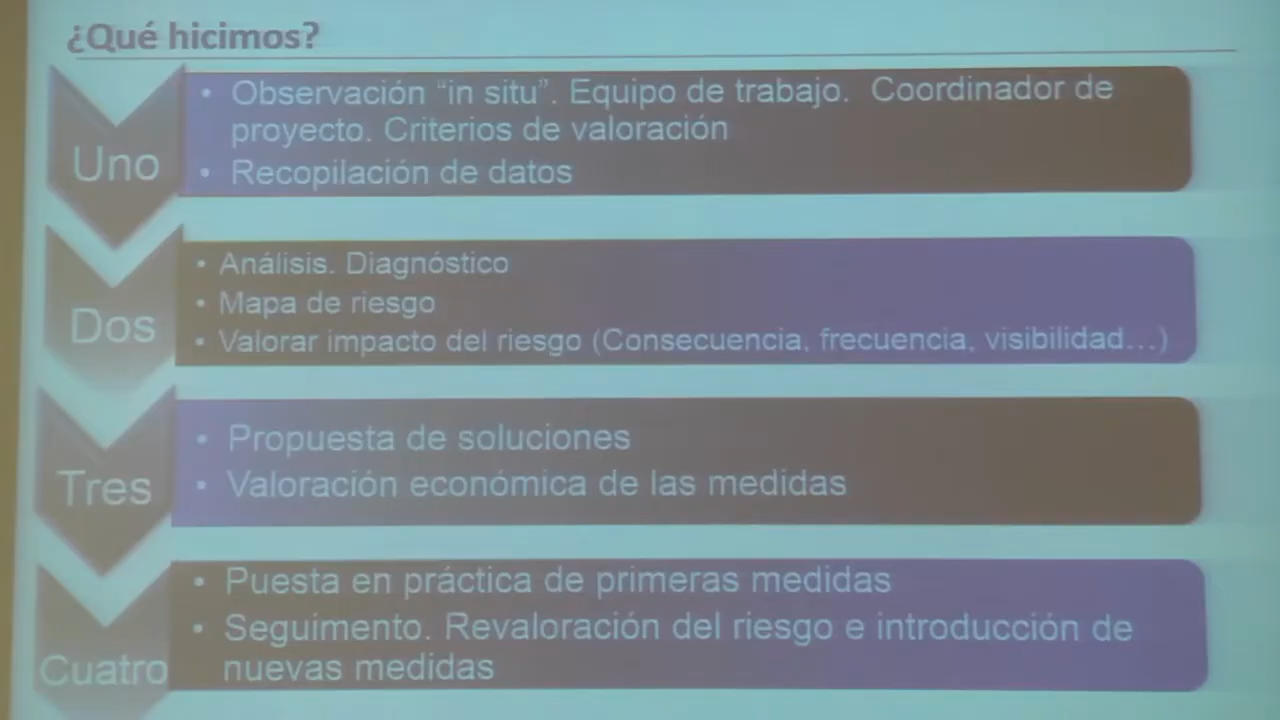 ¿Qué hicimos?
Uno
• Observación “in situ”. Equipo de trabajo. Coordinador de
proyecto. Criterios de valoración
• Recopilación de datos
Dos
• Análisis. Diagnóstico
• Mapa de riesgo
• Valorar impacto del riesgo (Consecuencia, frecuencia, visibilidad...)
Tres
• Propuesta de soluciones
• Valoración económica de las medidas
Cuatro
• Puesta en práctica de primeras medidas
• Seguimento. Revaloración del riesgo e introducción de
nuevas medidas